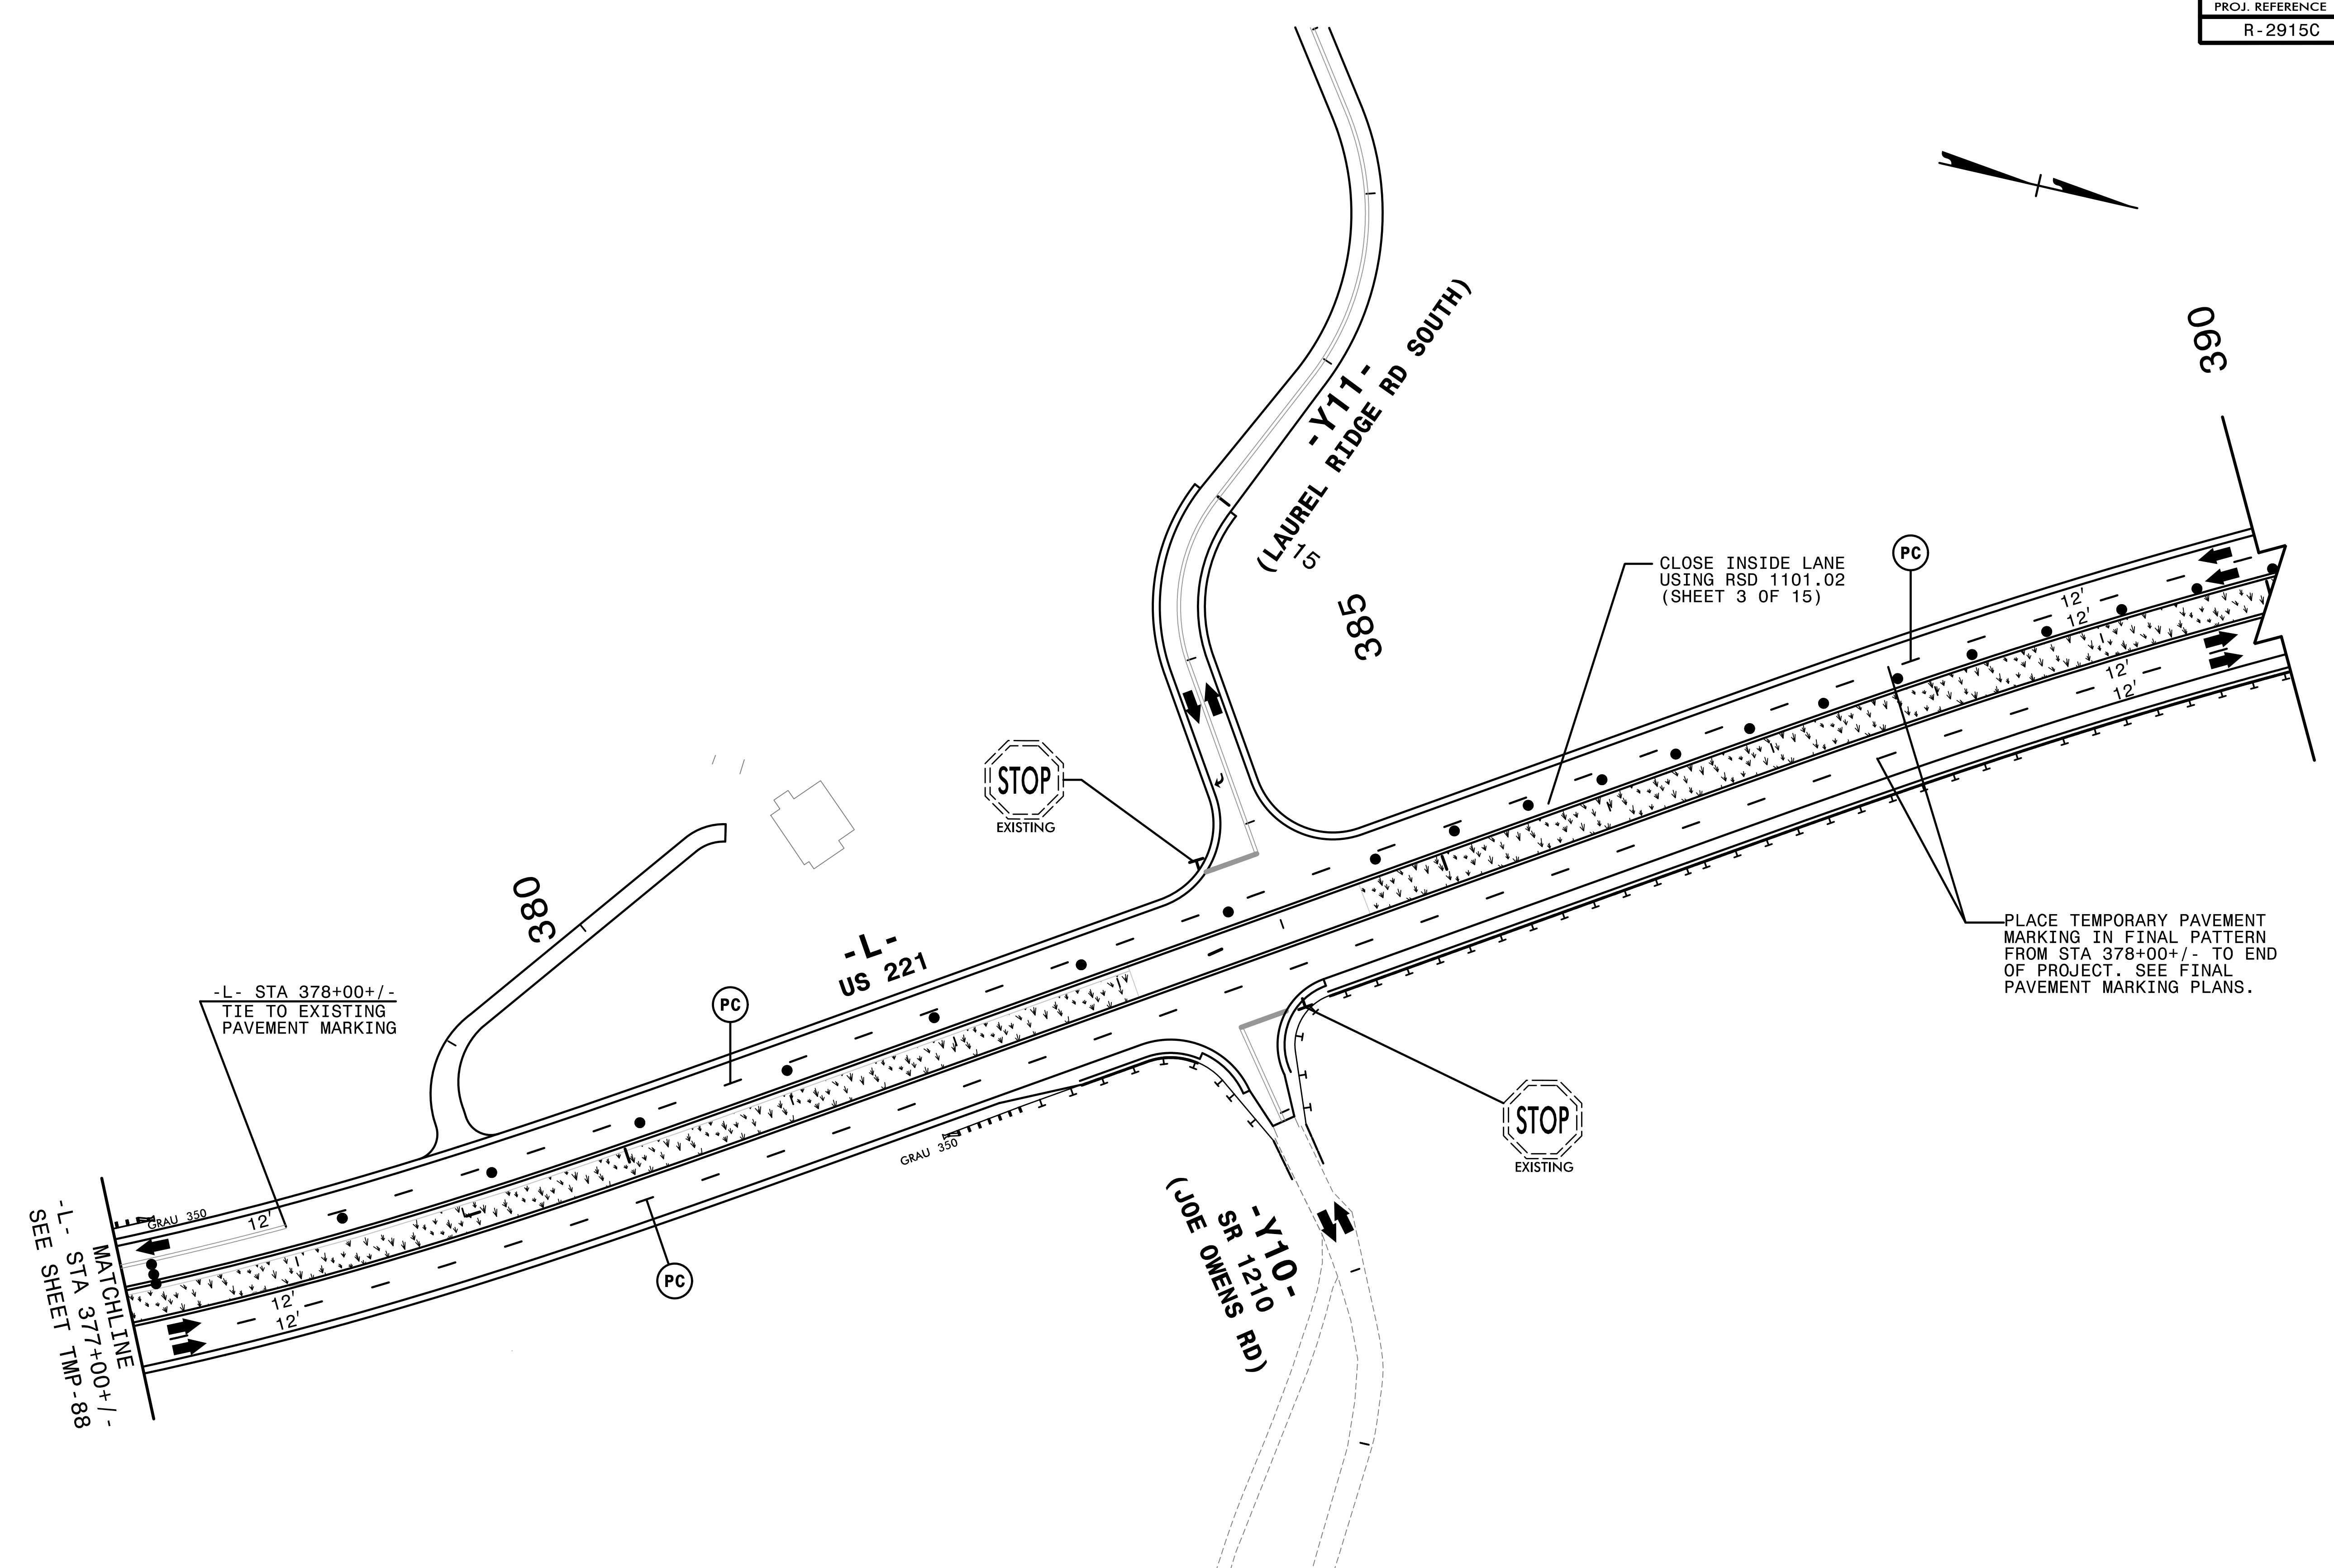 PROJ. REFERENCE
R-2915C
-Y11-
(LAUREL RIDGE RD SOUTH)
15
390
385
CLOSE INSIDE LANE
USING RSD 1101.02
(SHEET 3 OF 15)
PC
12'
12'
12'
12'
STOP
EXISTING
380
-L-
US 221
PC
PLACE TEMPORARY PAVEMENT
MARKING IN FINAL PATTERN
FROM STA 378+00+/- TO END
OF PROJECT. SEE FINAL
PAVEMENT MARKING PLANS.
-L- STA 378+00+/-
TIE TO EXISTING
PAVEMENT MARKING
GRAU 350
STOP
EXISTING
GRAU 350
12'
12'
12'
PC
MATCHLINE
-L- STA 377+00+/-
SEE SHEET TMP-88
-Y10-
SR 1210
(JOE OWENS RD)